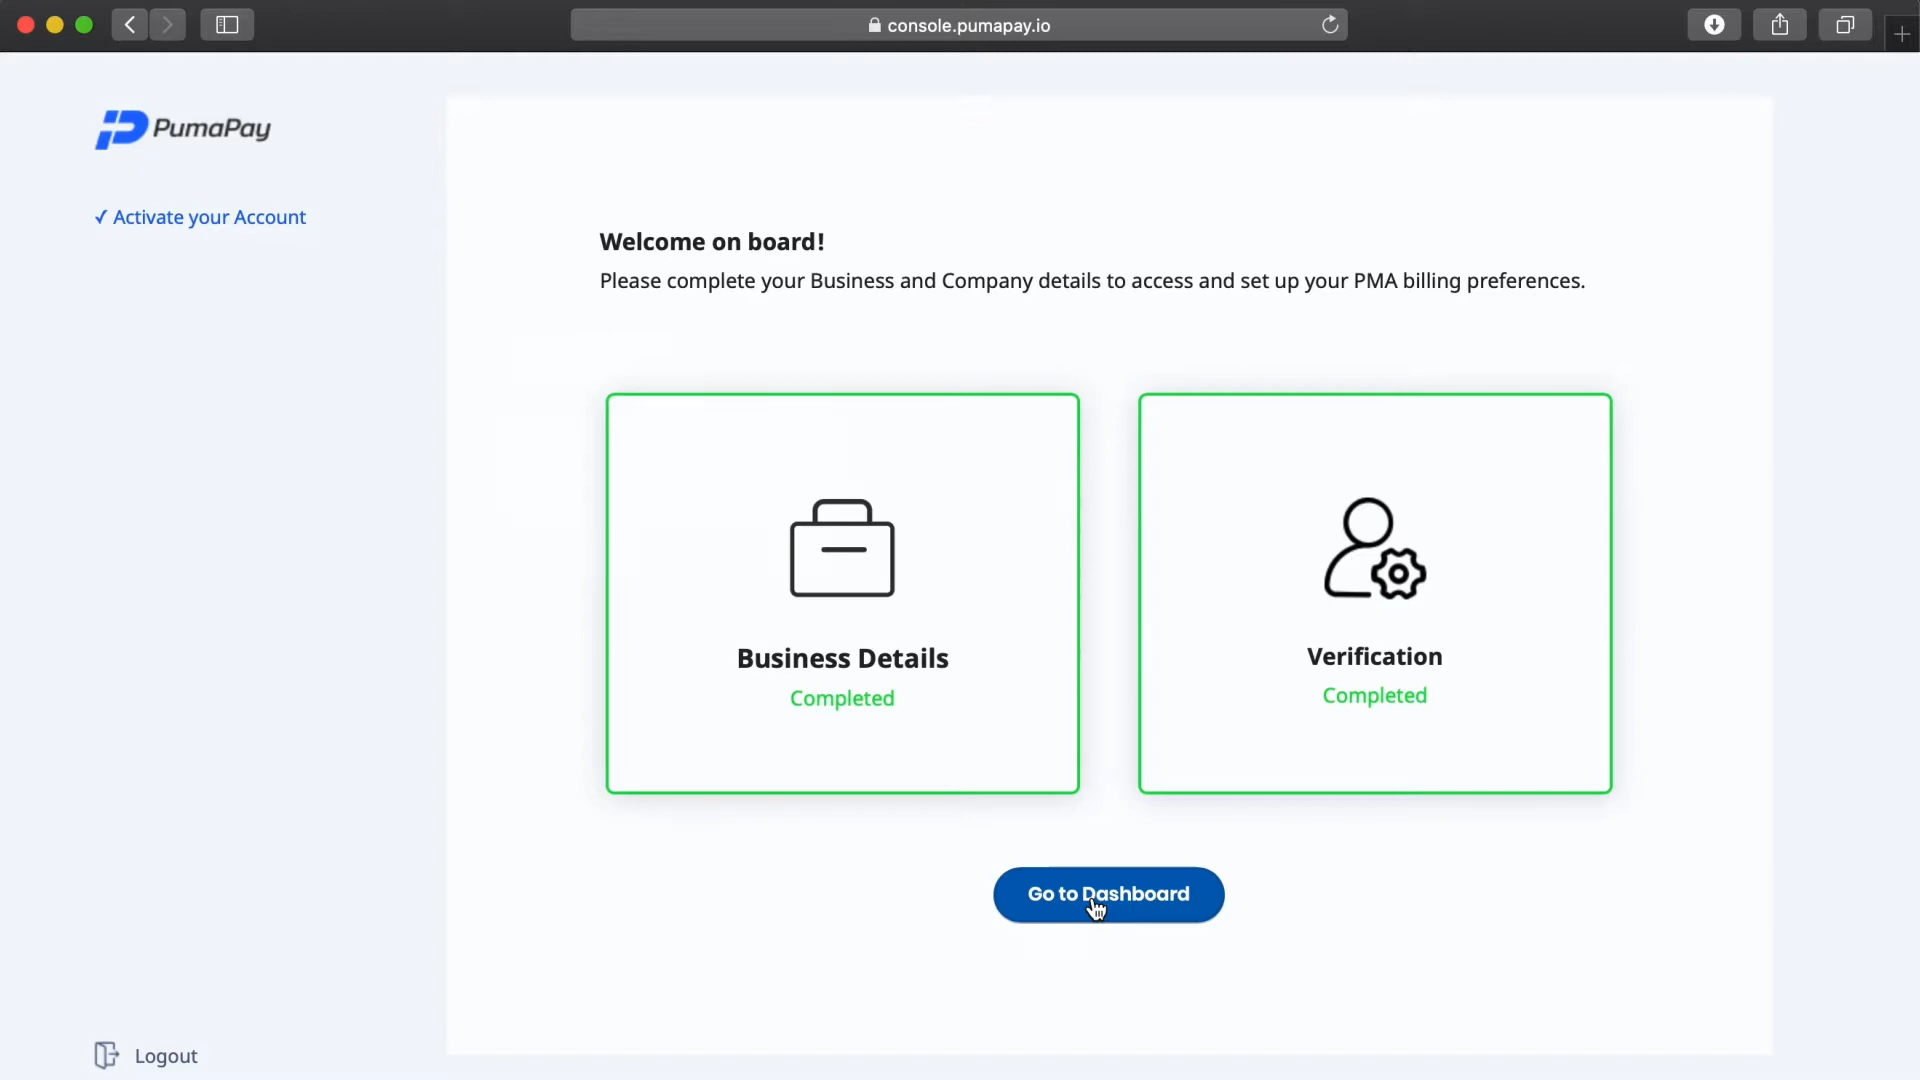 console.pumapay.io
PumaPay
✓ Activate your Account
Welcome on board!
Please complete your Business and Company details to access and set up your PMA billing preferences.
Business Details
Completed
Verification
Completed
Go to Dashboard
Logout